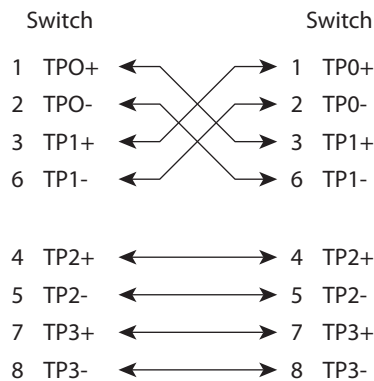 Switch Switch
1 TPO+ 1 TP0+
2 TPO- 2 TP0-
3 TP1+ 3 TP1+
6 TP1- 6 TP1-
4 TP2+ 4 TP2+
5 TP2- 5 TP2-
7 TP3+ 7 TP3+
8 TP3- 8 TP3-